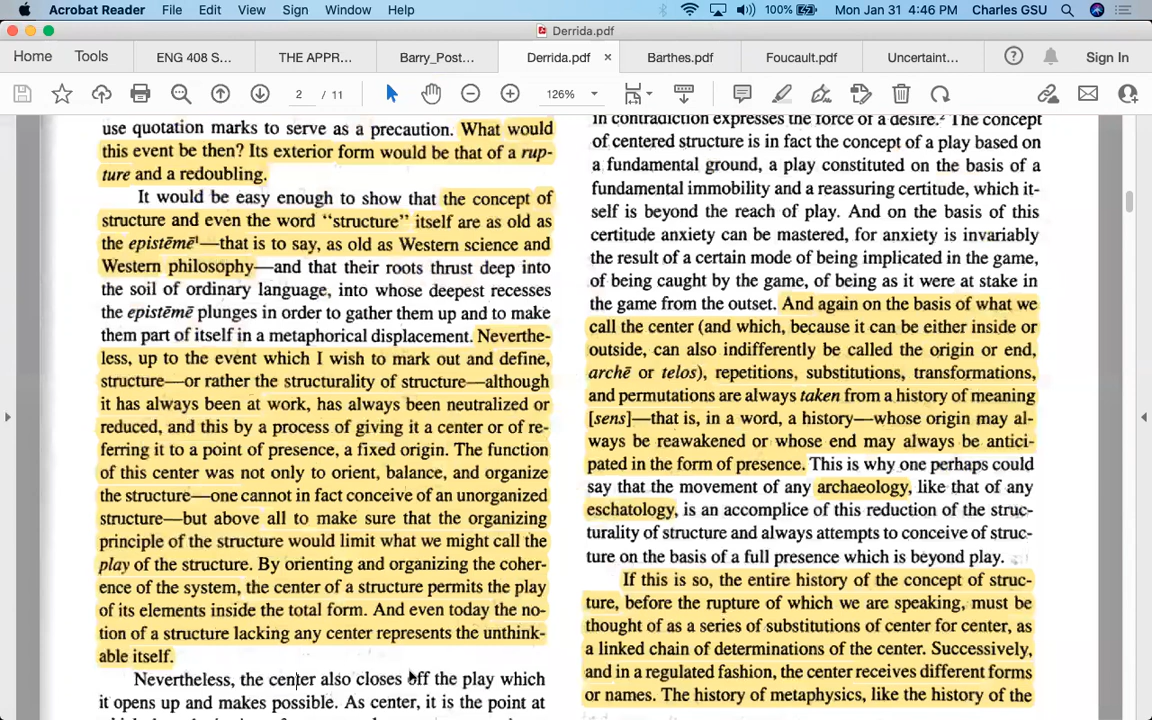 Acrobat Reader File Edit View Sign Window Help 100% Mon Jan 31 4:46 PM Charles GSU
Derrida.pdf
Home Tools ENG 408 S... THE APPR... Barry_Post... Derrida.pdf × Barthes.pdf Foucault.pdf Uncertaint... Sign In
2 / 11 126%
use quotation marks to serve as a precaution. What would
this event be then? Its exterior form would be that of a rup-
ture and a redoubling.
It would be easy enough to show that the concept of
structure and even the word "structure" itself are as old as
the epistēmē¹—that is to say, as old as Western science and
Western philosophy—and that their roots thrust deep into
the soil of ordinary language, into whose deepest recesses
the epistēmē plunges in order to gather them up and to make
them part of itself in a metaphorical displacement. Neverthe-
less, up to the event which I wish to mark out and define,
structure—or rather the structurality of structure—although
it has always been at work, has always been neutralized or
reduced, and this by a process of giving it a center or of re-
ferring it to a point of presence, a fixed origin. The function
of this center was not only to orient, balance, and organize
the structure—one cannot in fact conceive of an unorganized
structure—but above all to make sure that the organizing
principle of the structure would limit what we might call the
play of the structure. By orienting and organizing the coher-
ence of the system, the center of a structure permits the play
of its elements inside the total form. And even today the no-
tion of a structure lacking any center represents the unthink-
able itself.
Nevertheless, the center also closes off the play which
it opens up and makes possible. As center, it is the point at
in contradiction expresses the force of a desire.² The concept
of centered structure is in fact the concept of a play based on
a fundamental ground, a play constituted on the basis of a
fundamental immobility and a reassuring certitude, which it-
self is beyond the reach of play. And on the basis of this
certitude anxiety can be mastered, for anxiety is invariably
the result of a certain mode of being implicated in the game,
of being caught by the game, of being as it were at stake in
the game from the outset. And again on the basis of what we
call the center (and which, because it can be either inside or
outside, can also indifferently be called the origin or end,
archē or telos), repetitions, substitutions, transformations,
and permutations are always taken from a history of meaning
[sens]—that is, in a word, a history—whose origin may al-
ways be reawakened or whose end may always be antici-
pated in the form of presence. This is why one perhaps could
say that the movement of any archaeology, like that of any
eschatology, is an accomplice of this reduction of the struc-
turality of structure and always attempts to conceive of struc-
ture on the basis of a full presence which is beyond play.
If this is so, the entire history of the concept of struc-
ture, before the rupture of which we are speaking, must be
thought of as a series of substitutions of center for center, as
a linked chain of determinations of the center. Successively,
and in a regulated fashion, the center receives different forms
or names. The history of metaphysics, like the history of the